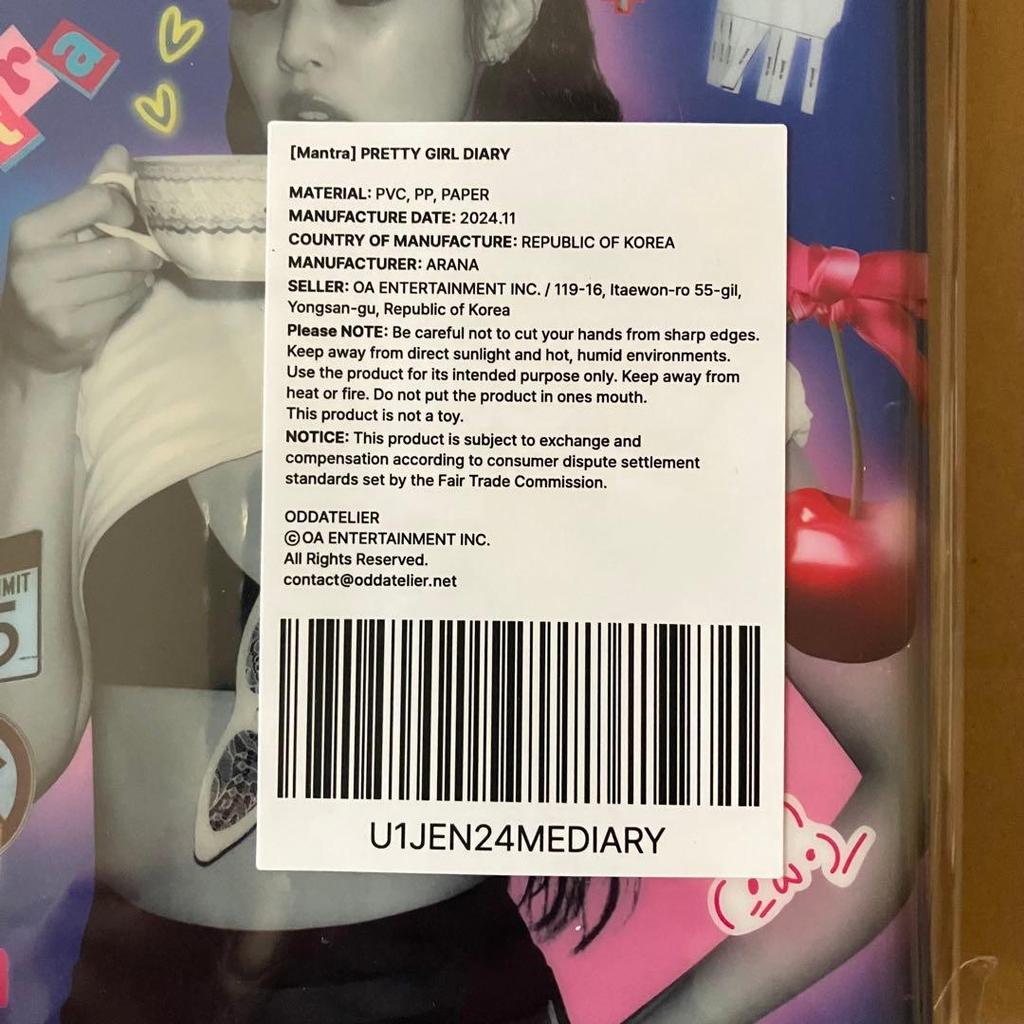 [Mantra] PRETTY GIRL DIARY
MATERIAL: PVC, PP, PAPER
MANUFACTURE DATE: 2024.11
COUNTRY OF MANUFACTURE: REPUBLIC OF KOREA
MANUFACTURER: ARANA
SELLER: OA ENTERTAINMENT INC. / 119-16, Itaewon-ro 55-gil,
Yongsan-gu, Republic of Korea
Please NOTE: Be careful not to cut your hands from sharp edges.
Keep away from direct sunlight and hot, humid environments.
Use the product for its intended purpose only. Keep away from
heat or fire. Do not put the product in ones mouth.
This product is not a toy.
NOTICE: This product is subject to exchange and
compensation according to consumer dispute settlement
standards set by the Fair Trade Commission.
ODDATELIER
©OA ENTERTAINMENT INC.
All Rights Reserved.
contact@oddatelier.net
U1JEN24MEDIARY